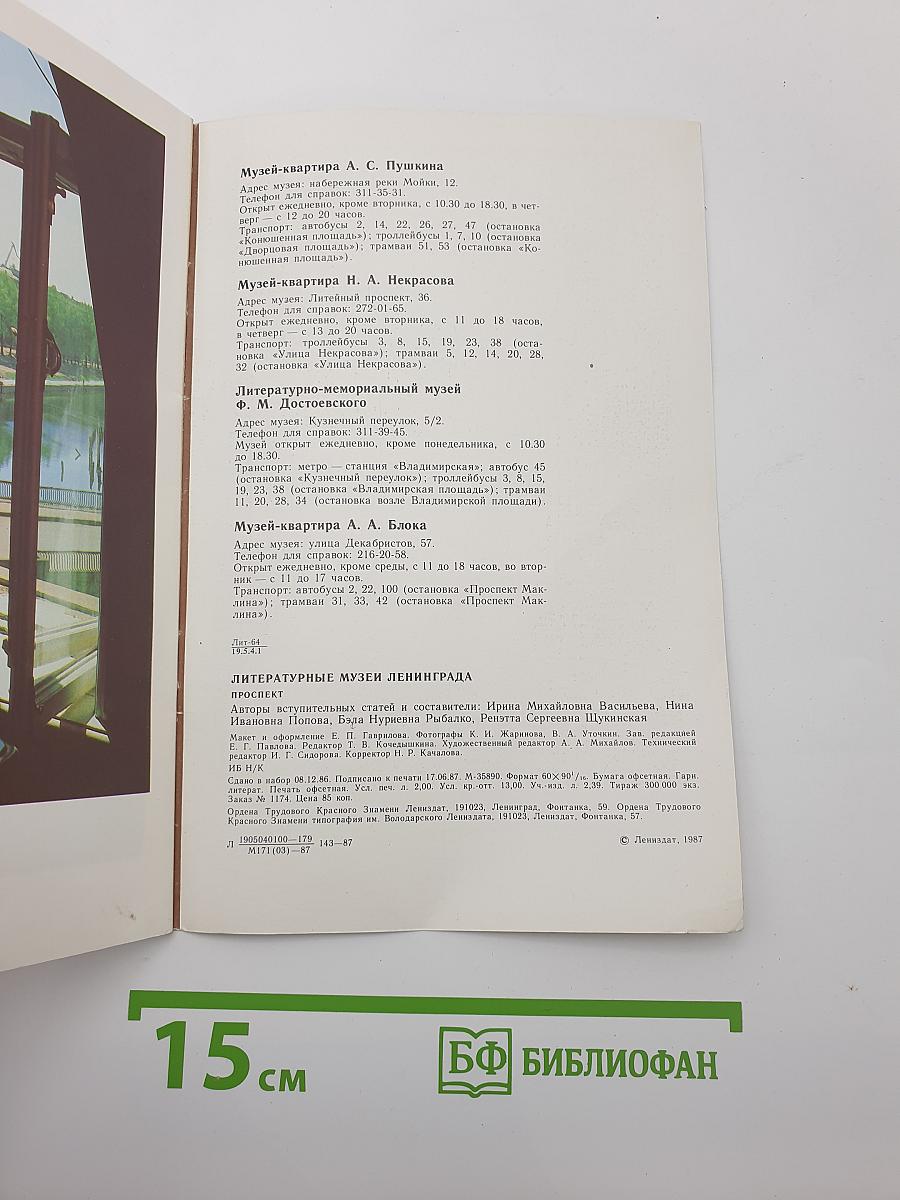 Музей-квартира А. С. Пушкина
Адрес музея: набережная реки Мойки, 12.
Телефон для справок: 311-35-31.
Открыт ежедневно, кроме вторника, с 10.30 до 18.30, в чет-
верг — с 12 до 20 часов.
Транспорт: автобусы 2, 14, 22, 26, 27, 47 (остановка
«Конюшенная площадь»); троллейбусы 1, 7, 10 (остановка
«Дворцовая площадь»); трамваи 51, 53 (остановка «Ко-
нюшенная площадь»).
Музей-квартира Н. А. Некрасова
Адрес музея: Литейный проспект, 36.
Телефон для справок: 272-01-65.
Открыт ежедневно, кроме вторника, с 11 до 18 часов,
в четверг — с 13 до 20 часов.
Транспорт: троллейбусы 3, 8, 15, 19, 23, 38 (оста-
новка «Улица Некрасова»); трамваи 5, 12, 14, 20, 28,
32 (остановка «Улица Некрасова»).
Литературно-мемориальный музей
Ф. М. Достоевского
Адрес музея: Кузнечный переулок, 5/2.
Телефон для справок: 311-39-45.
Музей открыт ежедневно, кроме понедельника, с 10.30
до 18.30.
Транспорт: метро — станция «Владимирская»; автобус 45
(остановка «Кузнечный переулок»); троллейбусы 3, 8, 15,
19, 23, 38 (остановка «Владимирская площадь»); трамваи
11, 20, 28, 34 (остановка возле Владимирской площади).
Музей-квартира А. А. Блока
Адрес музея: улица Декабристов, 57.
Телефон для справок: 216-20-58.
Открыт ежедневно, кроме среды, с 11 до 18 часов, во втор-
ник — с 11 до 17 часов.
Транспорт: автобусы 2, 22, 100 (остановка «Проспект Мак-
лина»); трамваи 31, 33, 42 (остановка «Проспект Мак-
лина»).
Лит-64
19.5.4.1
ЛИТЕРАТУРНЫЕ МУЗЕИ ЛЕНИНГРАДА
ПРОСПЕКТ
Авторы вступительных статей и составители: Ирина Михайловна Васильева, Нина
Ивановна Попова, Бэла Нуриевна Рыбалко, Ренэтта Сергеевна Щукинская
Макет и оформление Е. П. Гаврилова. Фотографы К. И. Жаринова, В. А. Уточкин. Зав. редакцией
Е. Г. Павлова. Редактор Т. В. Кочедышкина. Художественный редактор А. А. Михайлов. Технический
редактор И. Г. Сидорова. Корректор Н. Р. Качалова.
ИБ Н/К
Сдано в набор 08.12.86. Подписано к печати 17.06.87. М-35890. Формат 60×90¹/₁₆. Бумага офсетная. Гарн.
литерат. Печать офсетная. Усл. печ. л. 2,00. Усл. кр.-отт. 13,00. Уч.-изд. л. 2,39. Тираж 300 000 экз.
Заказ № 1174. Цена 85 коп.
Ордена Трудового Красного Знамени Лениздат, 191023, Ленинград, Фонтанка, 59. Ордена Трудового
Красного Знамени типография им. Володарского Лениздата, 191023, Лениздат, Фонтанка, 57.
Л 1905040100—179 143—87
М171(03)—87
© Лениздат, 1987
15 см
БФ БИБЛИОФАН